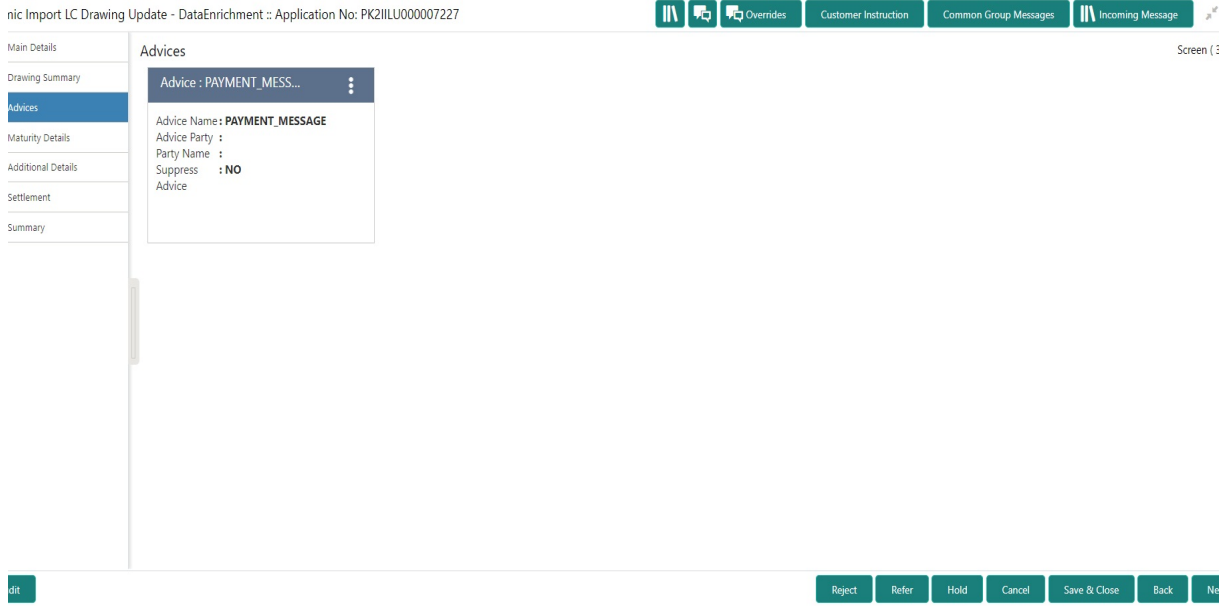 nic Import LC Drawing Update - DataEnrichment :: Application No: PK2IILU000007227
Overrides
Customer Instruction
Common Group Messages
Incoming Message
Main Details
Drawing Summary
Advices
Maturity Details
Additional Details
Settlement
Summary
Advices
Screen ( 3
Advice : PAYMENT_MESS...
Advice Name : PAYMENT_MESSAGE
Advice Party :
Party Name :
Suppress : NO
Advice
dit
Reject
Refer
Hold
Cancel
Save & Close
Back
Ne